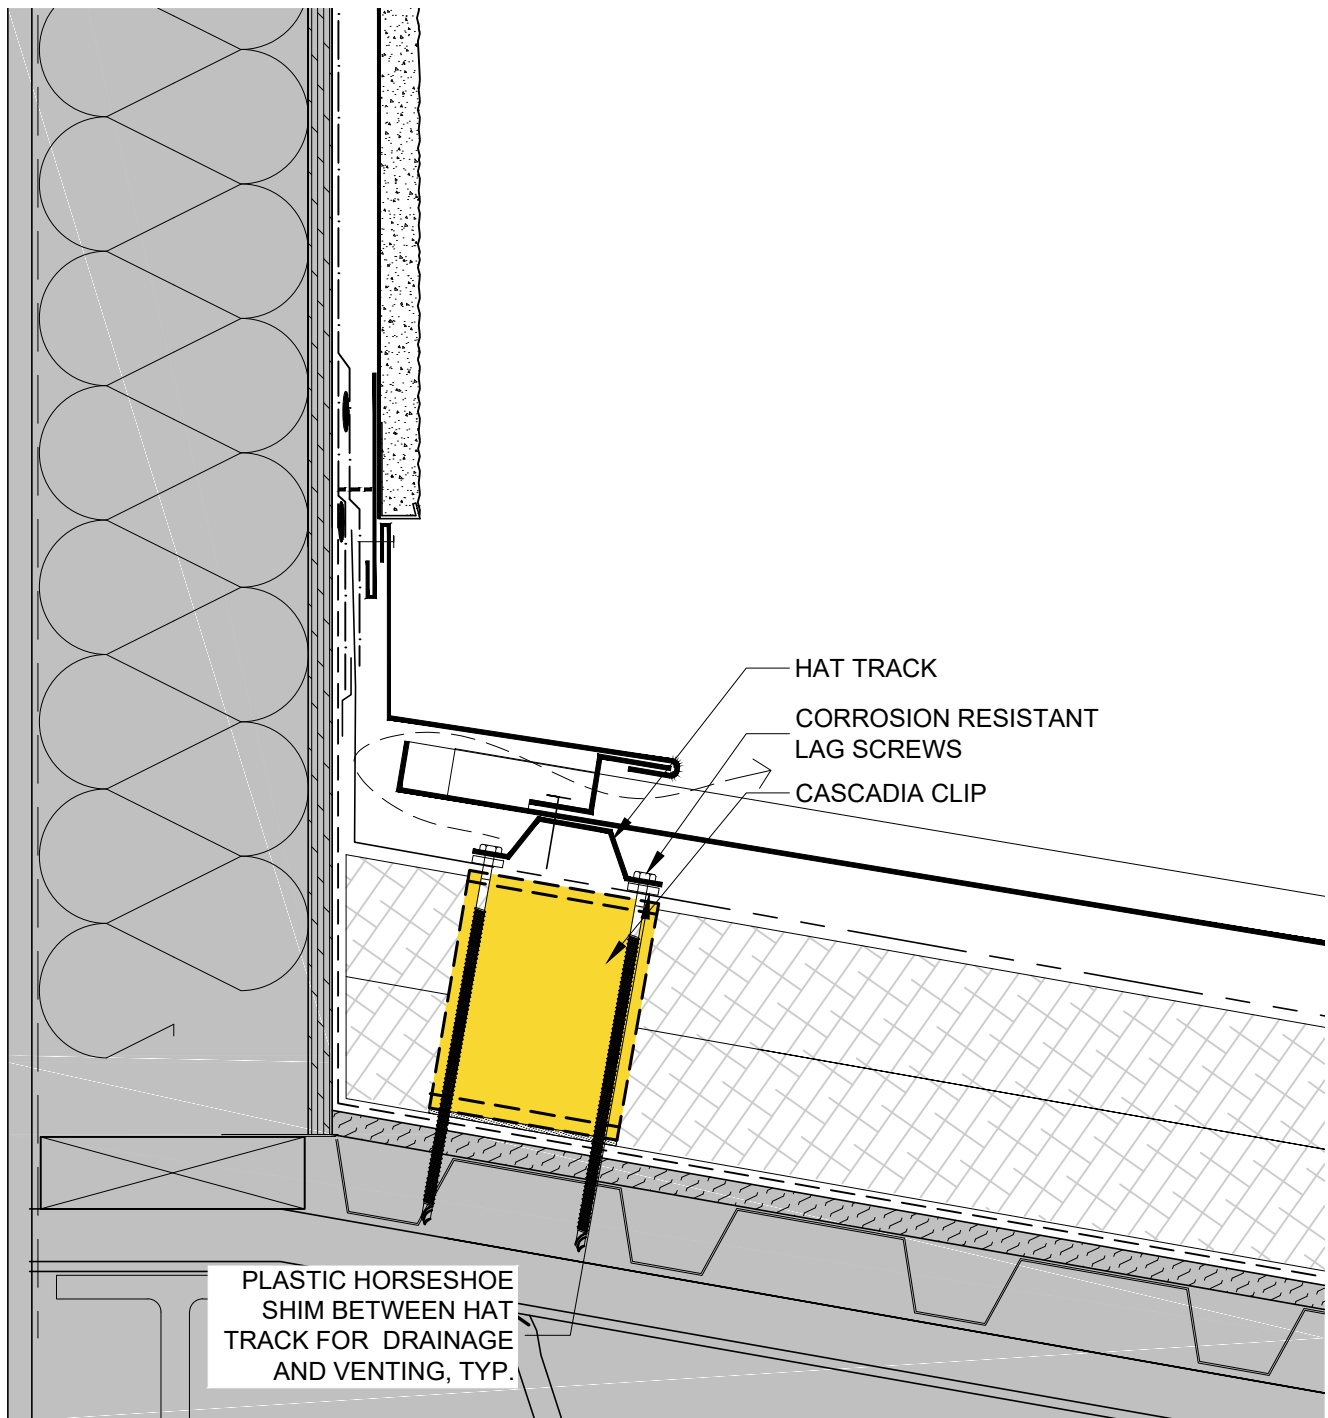 HAT TRACK
CORROSION RESISTANT
LAG SCREWS
CASCADIA CLIP
PLASTIC HORSESHOE
SHIM BETWEEN HAT
TRACK FOR DRAINAGE
AND VENTING, TYP.